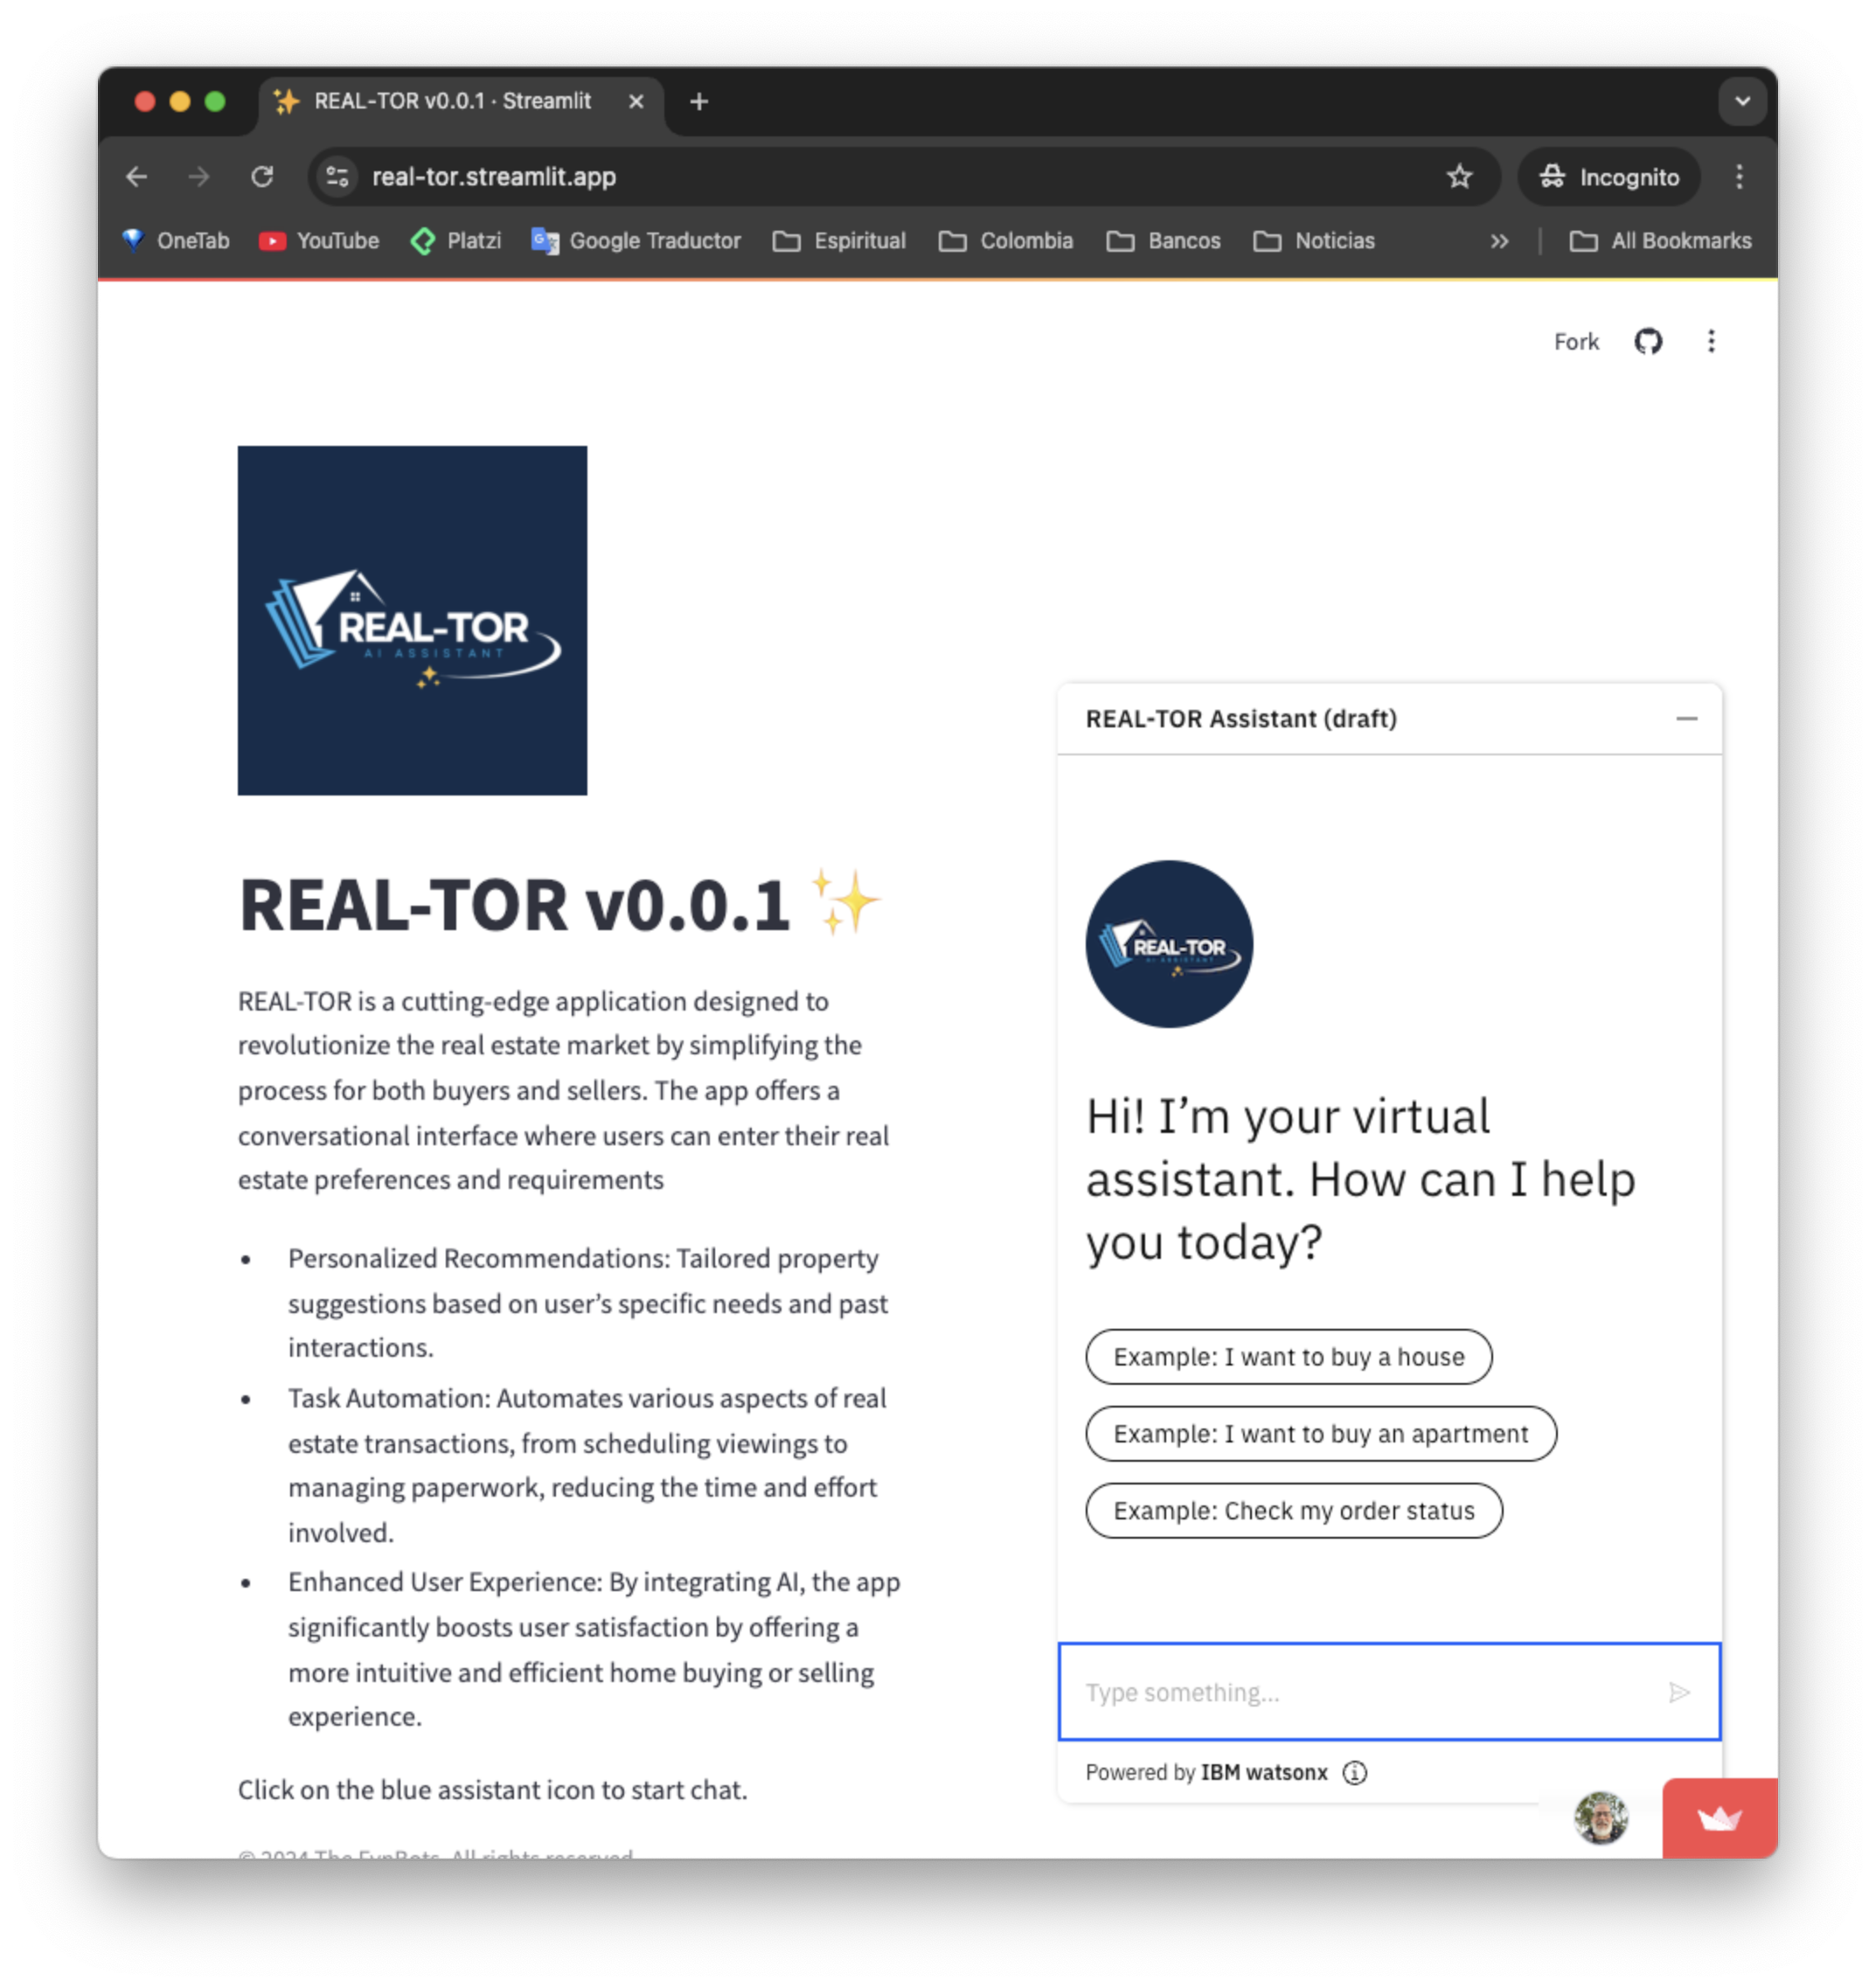 REAL-TOR v0.0.1 · Streamlit
real-tor.streamlit.app
Incognito
OneTab
YouTube
Platzi
Google Traductor
Espiritual
Colombia
Bancos
Noticias
All Bookmarks
Fork
REAL-TOR
AI ASSISTANT
REAL-TOR v0.0.1
REAL-TOR is a cutting-edge application designed to
revolutionize the real estate market by simplifying the
process for both buyers and sellers. The app offers a
conversational interface where users can enter their real
estate preferences and requirements
Personalized Recommendations: Tailored property
suggestions based on user’s specific needs and past
interactions.
Task Automation: Automates various aspects of real
estate transactions, from scheduling viewings to
managing paperwork, reducing the time and effort
involved.
Enhanced User Experience: By integrating AI, the app
significantly boosts user satisfaction by offering a
more intuitive and efficient home buying or selling
experience.
Click on the blue assistant icon to start chat.
© 2024 The EvnBots. All rights reserved
REAL-TOR Assistant (draft)
REAL-TOR
AI ASSISTANT
Hi! I’m your virtual
assistant. How can I help
you today?
Example: I want to buy a house
Example: I want to buy an apartment
Example: Check my order status
Type something...
Powered by IBM watsonx